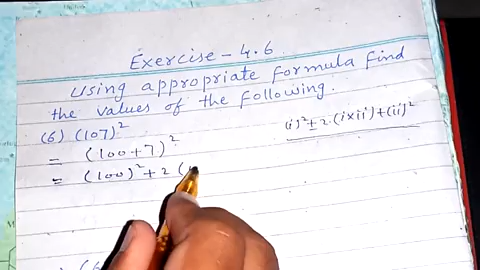 Exercise - 4.6
Using appropriate formula find
the values of the following.
(6) (107)²
(i)² ± 2·(i×ii) + (ii)²
= (100+7)²
= (100)² + 2 (